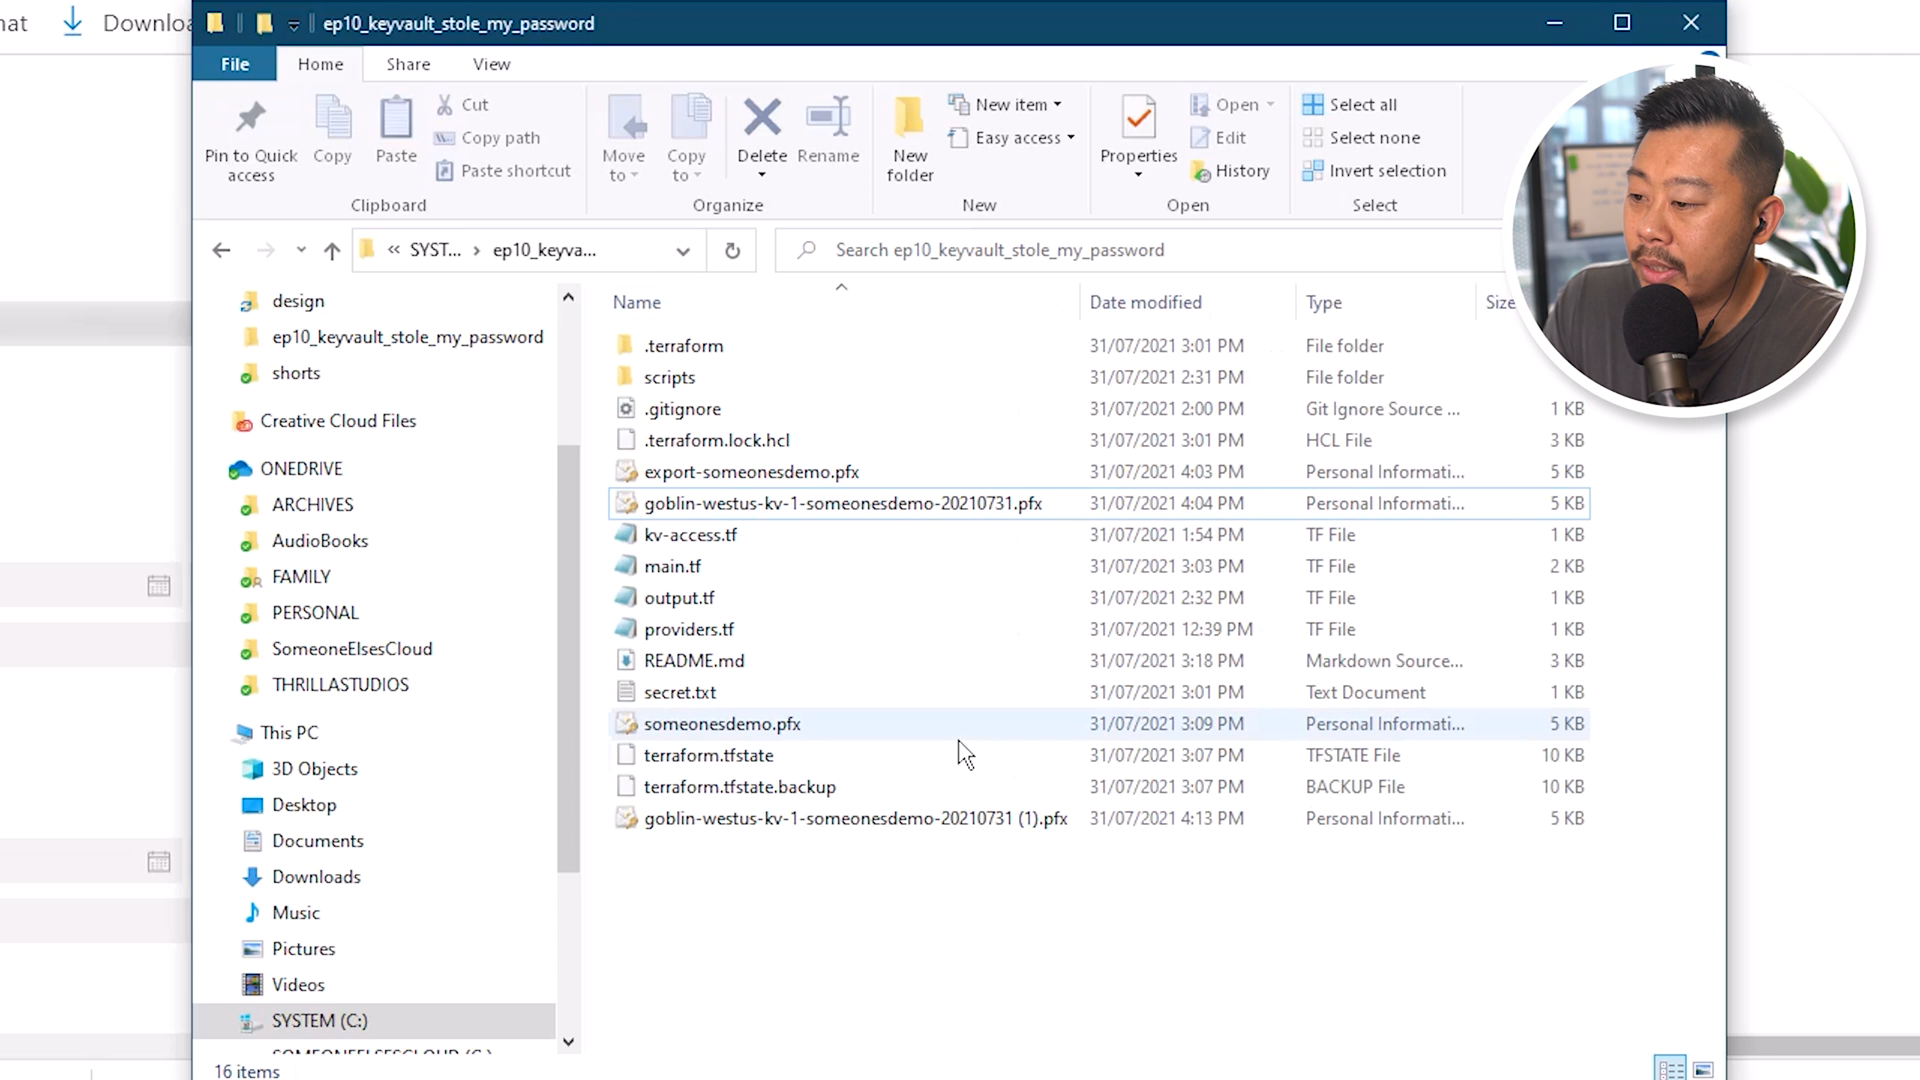 nat
Downloa
ep10_keyvault_stole_my_password
File
Home
Share
View
Pin to Quick
access
Copy
Paste
Cut
Copy path
Paste shortcut
Clipboard
Move
to
Copy
to
Delete
Rename
Organize
New
folder
New item
Easy access
New
Properties
Open
Edit
History
Open
Select all
Select none
Invert selection
Select
« SYST... › ep10_keyva...
Search ep10_keyvault_stole_my_password
design
ep10_keyvault_stole_my_password
shorts
Creative Cloud Files
ONEDRIVE
ARCHIVES
AudioBooks
FAMILY
PERSONAL
SomeoneElsesCloud
THRILLASTUDIOS
This PC
3D Objects
Desktop
Documents
Downloads
Music
Pictures
Videos
SYSTEM (C:)
Name Date modified Type Size
.terraform 31/07/2021 3:01 PM File folder
scripts 31/07/2021 2:31 PM File folder
.gitignore 31/07/2021 2:00 PM Git Ignore Source ... 1 KB
.terraform.lock.hcl 31/07/2021 3:01 PM HCL File 3 KB
export-someonesdemo.pfx 31/07/2021 4:03 PM Personal Informati... 5 KB
goblin-westus-kv-1-someonesdemo-20210731.pfx 31/07/2021 4:04 PM Personal Informati... 5 KB
kv-access.tf 31/07/2021 1:54 PM TF File 1 KB
main.tf 31/07/2021 3:03 PM TF File 2 KB
output.tf 31/07/2021 2:32 PM TF File 1 KB
providers.tf 31/07/2021 12:39 PM TF File 1 KB
README.md 31/07/2021 3:18 PM Markdown Source... 3 KB
secret.txt 31/07/2021 3:01 PM Text Document 1 KB
someonesdemo.pfx 31/07/2021 3:09 PM Personal Informati... 5 KB
terraform.tfstate 31/07/2021 3:07 PM TFSTATE File 10 KB
terraform.tfstate.backup 31/07/2021 3:07 PM BACKUP File 10 KB
goblin-westus-kv-1-someonesdemo-20210731 (1).pfx 31/07/2021 4:13 PM Personal Informati... 5 KB
16 items